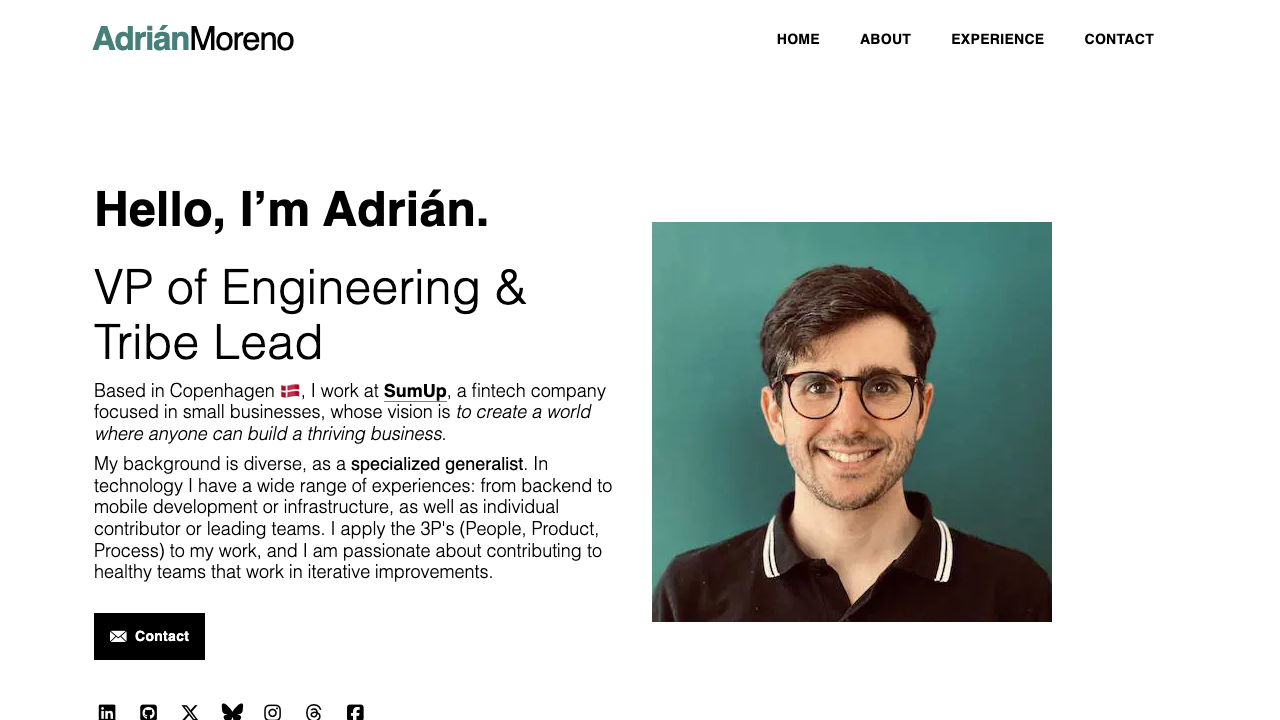 AdriánMoreno
HOME ABOUT EXPERIENCE CONTACT
Hello, I’m Adrián.
VP of Engineering &
Tribe Lead
Based in Copenhagen 🇩🇰, I work at SumUp, a fintech company
focused in small businesses, whose vision is to create a world
where anyone can build a thriving business.
My background is diverse, as a specialized generalist. In
technology I have a wide range of experiences: from backend to
mobile development or infrastructure, as well as individual
contributor or leading teams. I apply the 3P's (People, Product,
Process) to my work, and I am passionate about contributing to
healthy teams that work in iterative improvements.
Contact